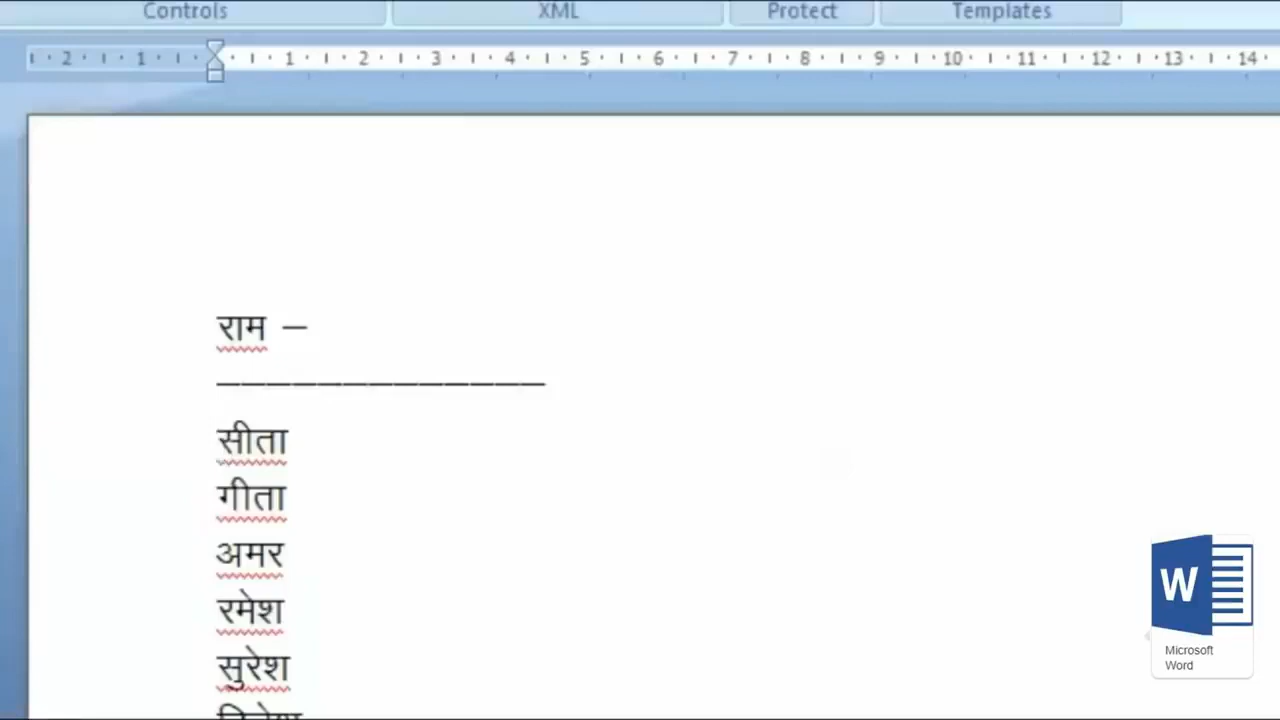 Controls XML Protect Templates
2 1 1 2 3 4 5 6 7 8 9 10 11 12 13 14
राम –
_____________
सीता
गीता
अमर
रमेश
सुरेश
W
Microsoft
Word